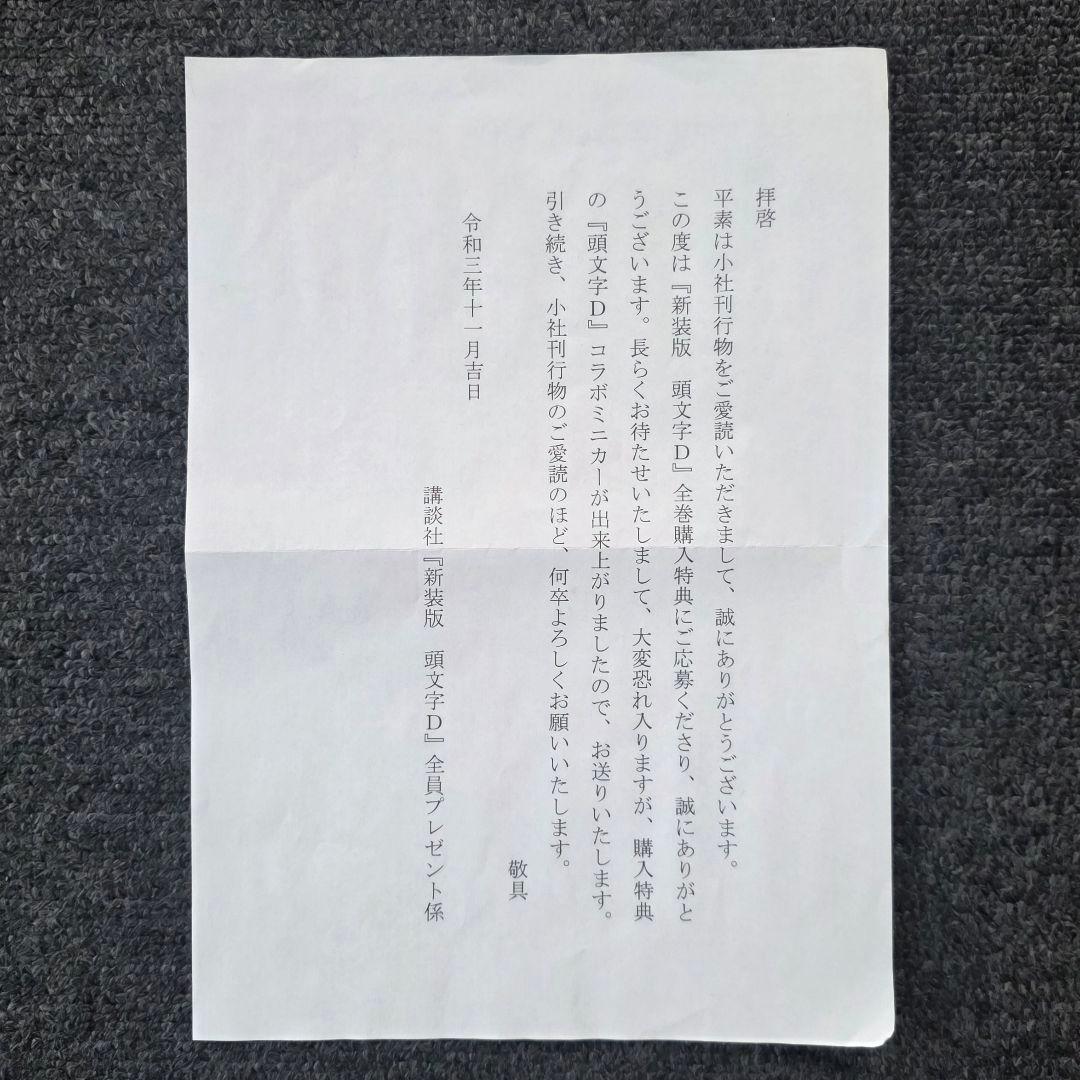 拝啓
平素は小社刊行物をご愛読いただきまして、誠にありがとうございます。
この度は『新装版　頭文字Ｄ』全巻購入特典にご応募くださり、誠にありがと
うございます。長らくお待たせいたしまして、大変恐れ入りますが、購入特典
の『頭文字Ｄ』コラボミニカーが出来上がりましたので、お送りいたします。
引き続き、小社刊行物のご愛読のほど、何卒よろしくお願いいたします。
敬具
令和三年十一月吉日
講談社『新装版　頭文字Ｄ』全員プレゼント係